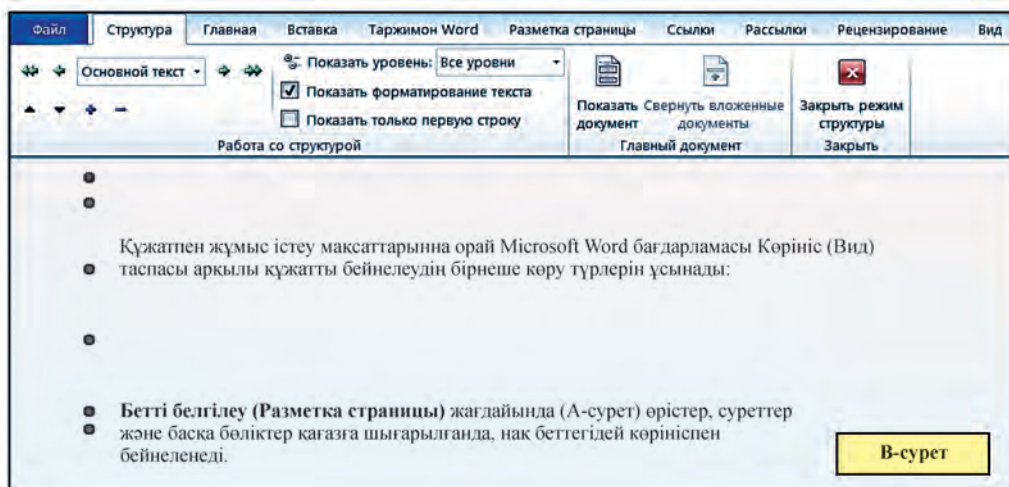 Файл Структура Главная Вставка Таржимон Word Разметка страницы Ссылки Рассылки Рецензирование Вид
Основной текст
Показать уровень: Все уровни
Показать форматирование текста
Показать только первую строку
Работа со структурой
Показать документ
Свернуть вложенные документы
Главный документ
Закрыть режим структуры
Закрыть
Құжатпен жұмыс істеу мақсаттарынна орай Microsoft Word бағдарламасы Көрініс (Вид)
таспасы арқылы құжатты бейнелеудің бірнеше көру түрлерін ұсынады:
Бетті белгілеу (Разметка страницы) жағдайында (А-сурет) өрістер, суреттер
және басқа бөліктер қағазға шығарылғанда, нақ беттегідей көрініспен
бейнеленеді.
В-сурет